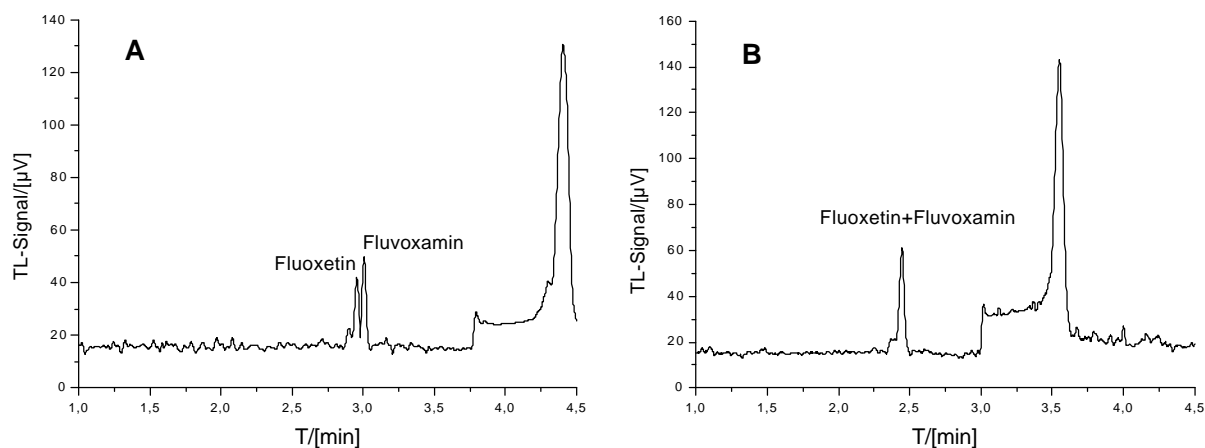 A
TL-Signal/[µV]
140
120
100
80
60
40
20
0
Fluoxetin
Fluvoxamin
1,0 1,5 2,0 2,5 3,0 3,5 4,0 4,5
T/[min]
B
TL-Signal/[µV]
160
140
120
100
80
60
40
20
0
Fluoxetin+Fluvoxamin
1,0 1,5 2,0 2,5 3,0 3,5 4,0 4,5
T/[min]